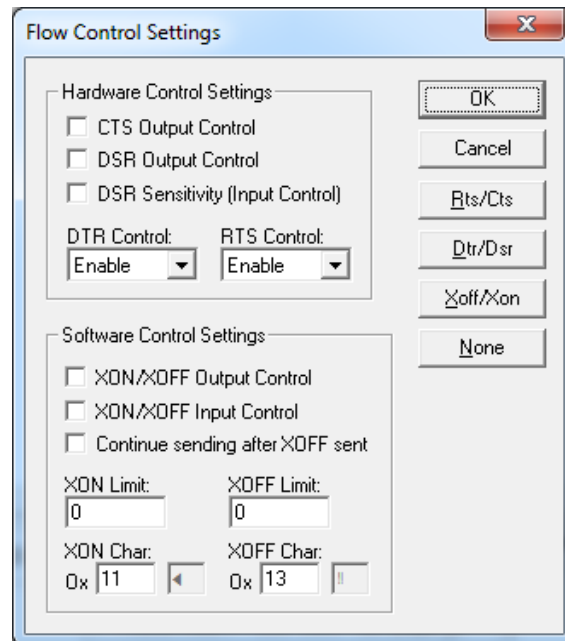 Flow Control Settings
Hardware Control Settings
CTS Output Control
DSR Output Control
DSR Sensitivity (Input Control)
DTR Control: RTS Control:
Enable Enable
Software Control Settings
XON/XOFF Output Control
XON/XOFF Input Control
Continue sending after XOFF sent
XON Limit: XOFF Limit:
0 0
XON Char: XOFF Char:
0x 11 ◄ 0x 13 ‼
OK
Cancel
Rts/Cts
Dtr/Dsr
Xoff/Xon
None